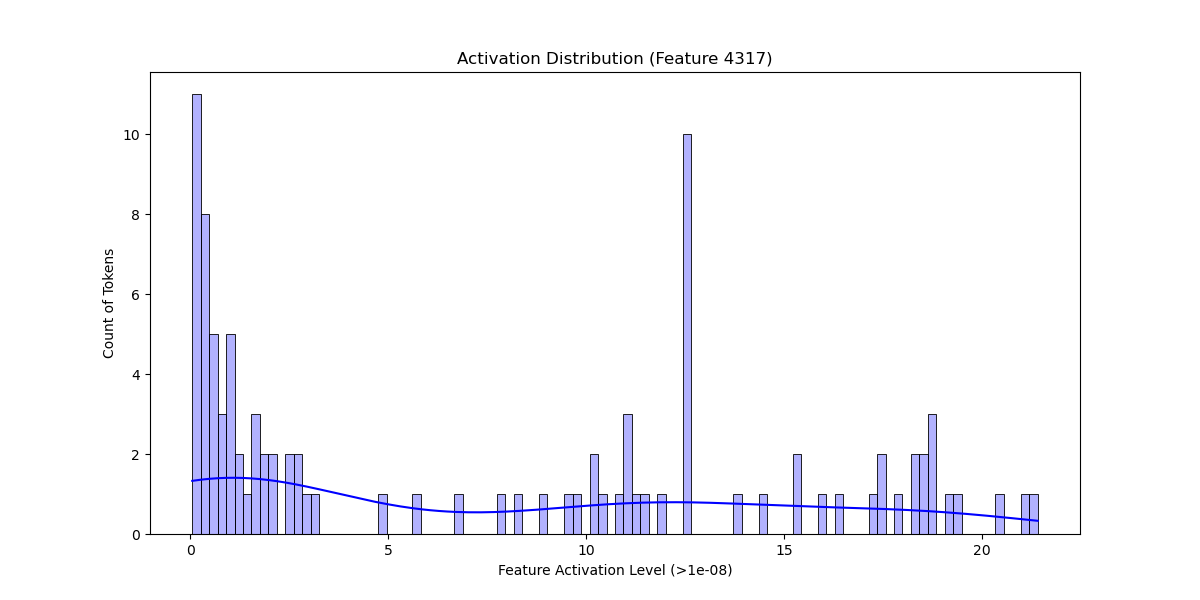 Activation Distribution (Feature 4317)
Count of Tokens
10
8
6
4
2
0
0 5 10 15 20
Feature Activation Level (>1e-08)